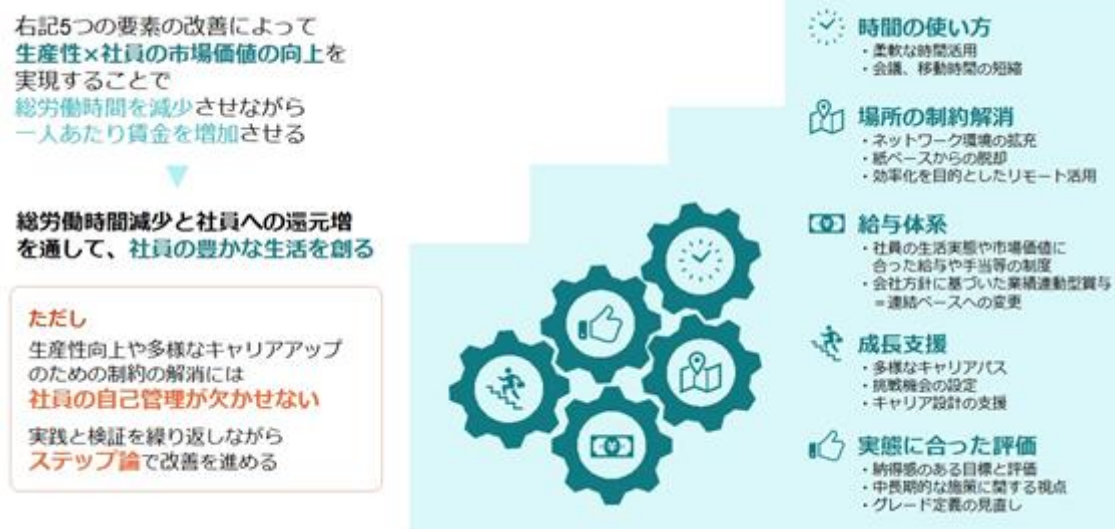 右記5つの要素の改善によって
生産性×社員の市場価値の向上を
実現することで
総労働時間を減少させながら
一人あたり賃金を増加させる
総労働時間減少と社員への還元増
を通して、社員の豊かな生活を創る
ただし
生産性向上や多様なキャリアアップ
のための制約の解消には
社員の自己管理が欠かせない
実践と検証を繰り返しながら
ステップ論で改善を進める
時間の使い方
・柔軟な時間活用
・会議、移動時間の短縮
場所の制約解消
・ネットワーク環境の拡充
・紙ベースからの脱却
・効率化を目的としたリモート活用
給与体系
・社員の生活実態や市場価値に
合った給与や手当等の制度
・会社方針に基づいた業績連動型賞与
＝連結ベースへの変更
成長支援
・多様なキャリアパス
・挑戦機会の設定
・キャリア設計の支援
実態に合った評価
・納得感のある目標と評価
・中長期的な施策に関する視点
・グレード定義の見直し